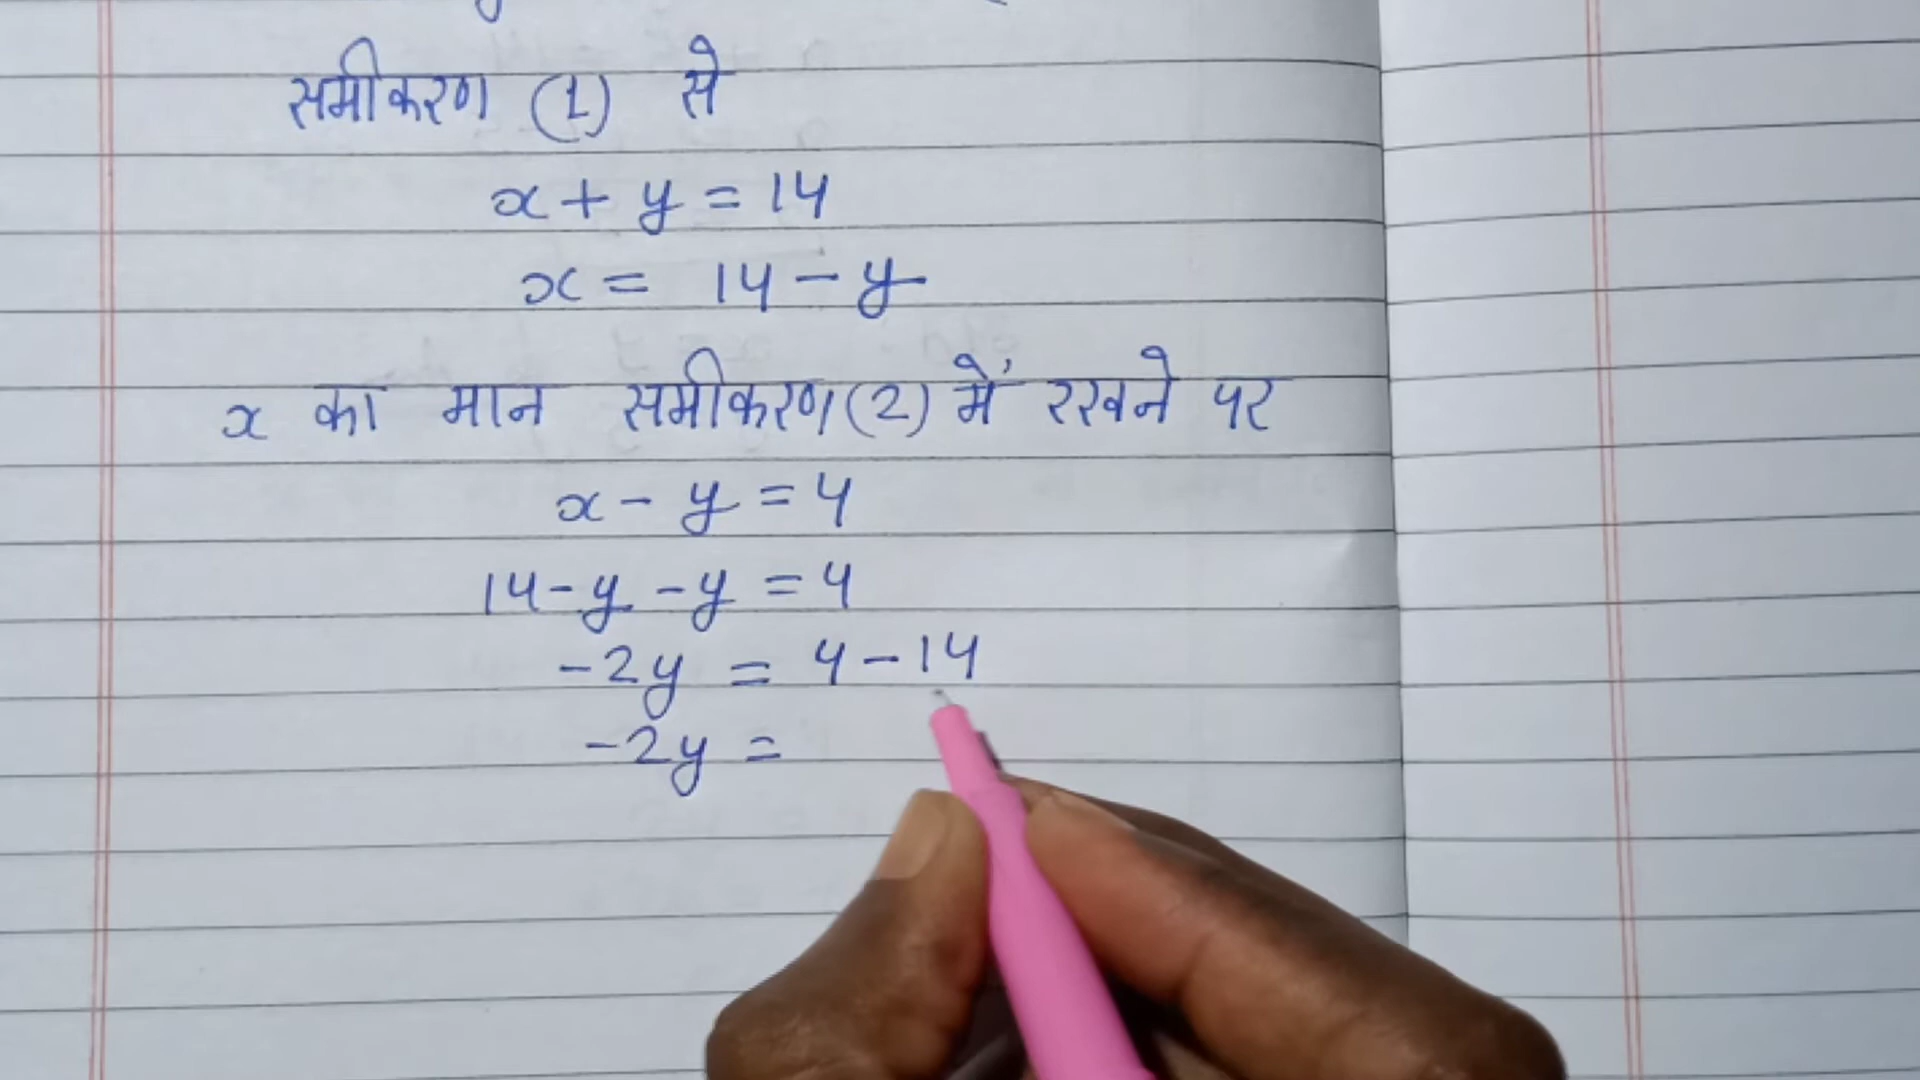 समीकरण (1) से
x + y = 14
x = 14 - y
x का मान समीकरण (2) में रखने पर
x - y = 4
14 - y - y = 4
-2y = 4 - 14
-2y =